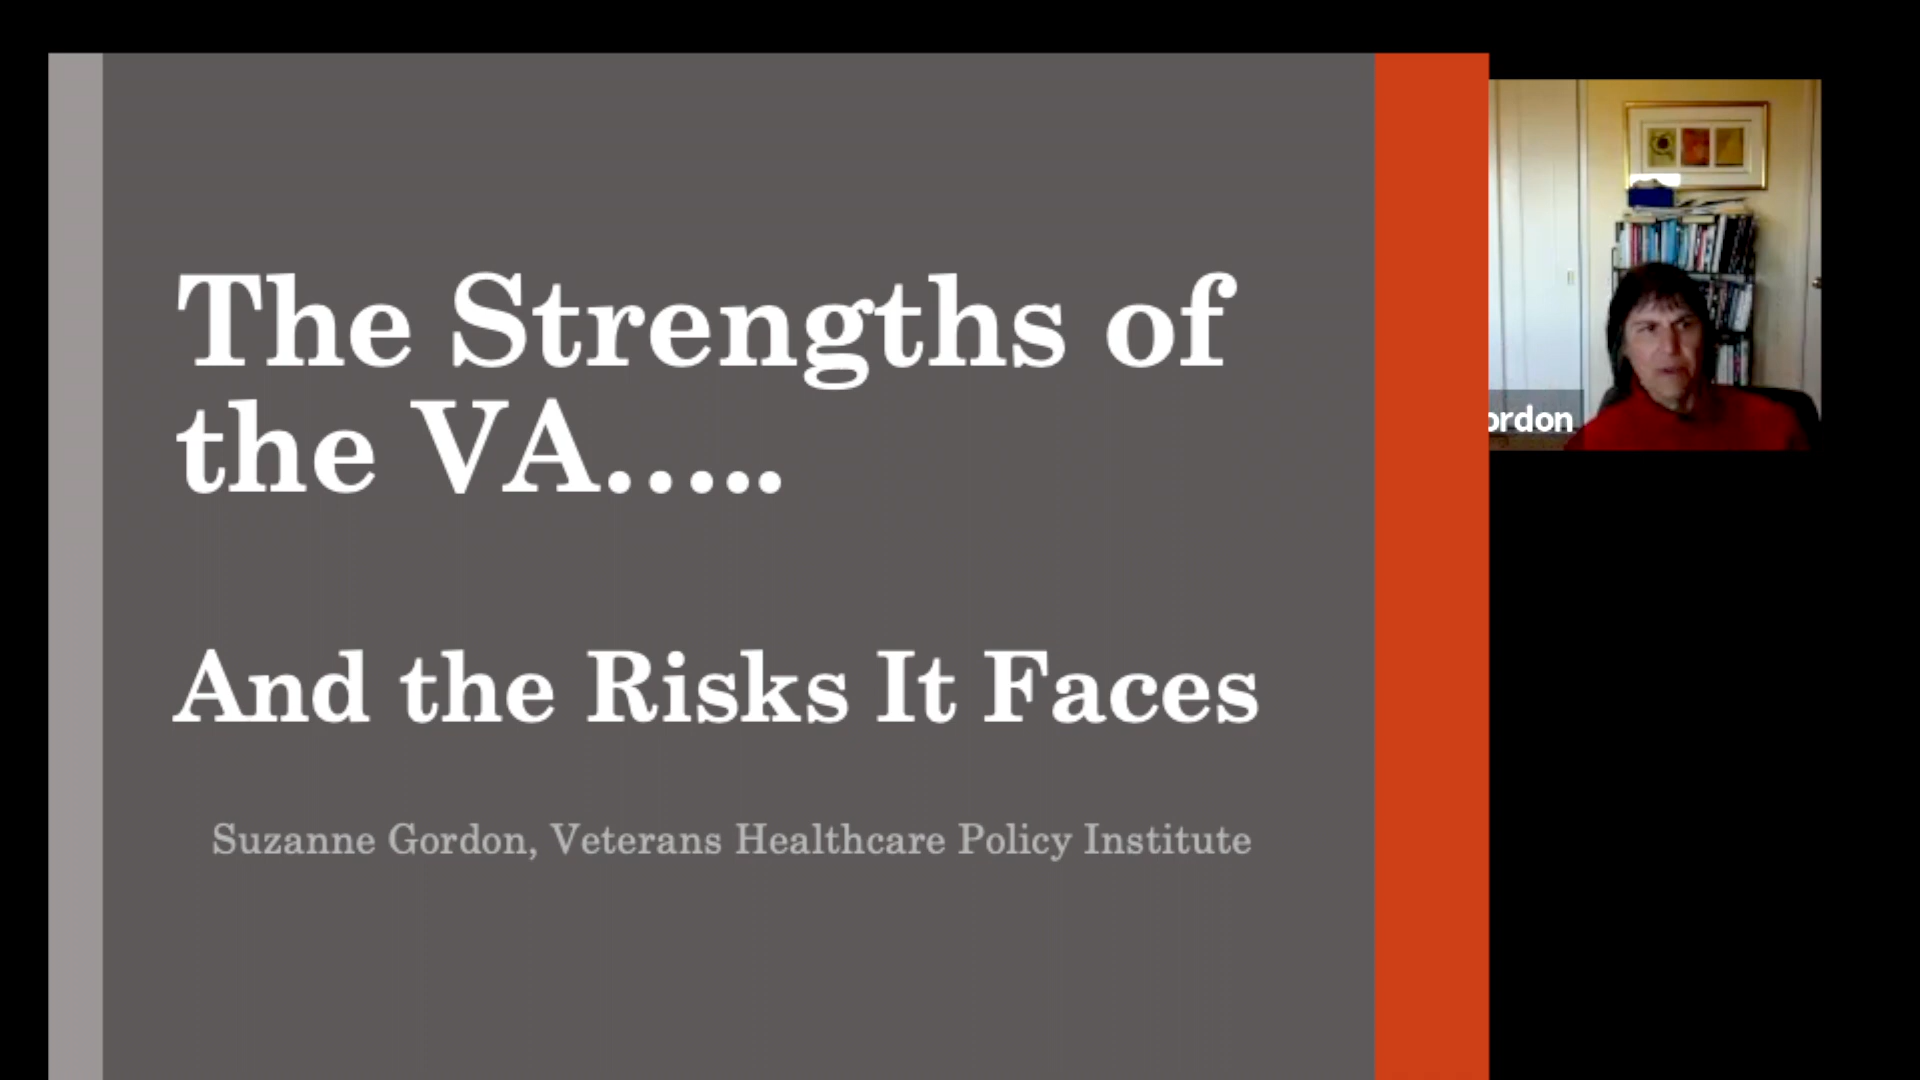 The Strengths of
the VA.....
And the Risks It Faces
Suzanne Gordon, Veterans Healthcare Policy Institute
ordon